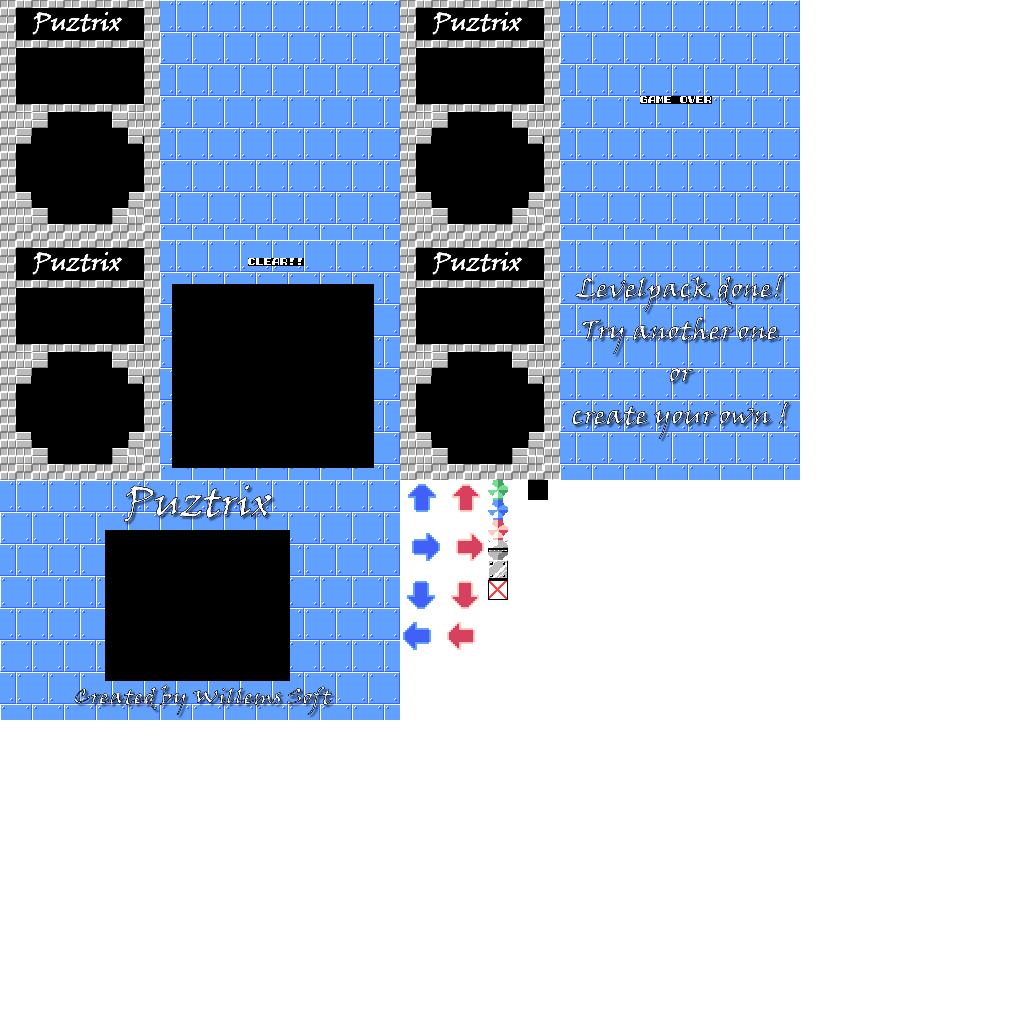 Puztrix
Puztrix
GAME OVER
Puztrix
CLEAR!!
Puztrix
Levelpack done!
Try another one
or
create your own !
Puztrix
Created by Willems Soft